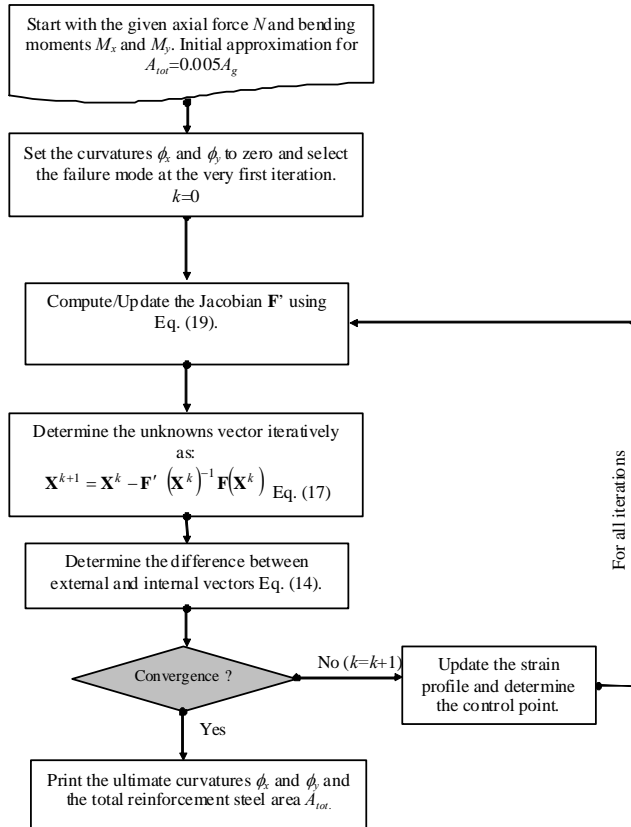 Start with the given axial force N and bending
moments Mx and My. Initial approximation for
Atot=0.005Ag
Set the curvatures ϕx and ϕy to zero and select
the failure mode at the very first iteration.
k=0
Compute/Update the Jacobian F' using
Eq. (19).
Determine the unknowns vector iteratively
as:
X^{k+1} = X^k − F′ (X^k)^{−1} F(X^k) Eq. (17)
Determine the difference between
external and internal vectors Eq. (14).
Convergence ?
No (k=k+1)
Update the strain
profile and determine
the control point.
For all iterations
Yes
Print the ultimate curvatures ϕx and ϕy and
the total reinforcement steel area Atot.